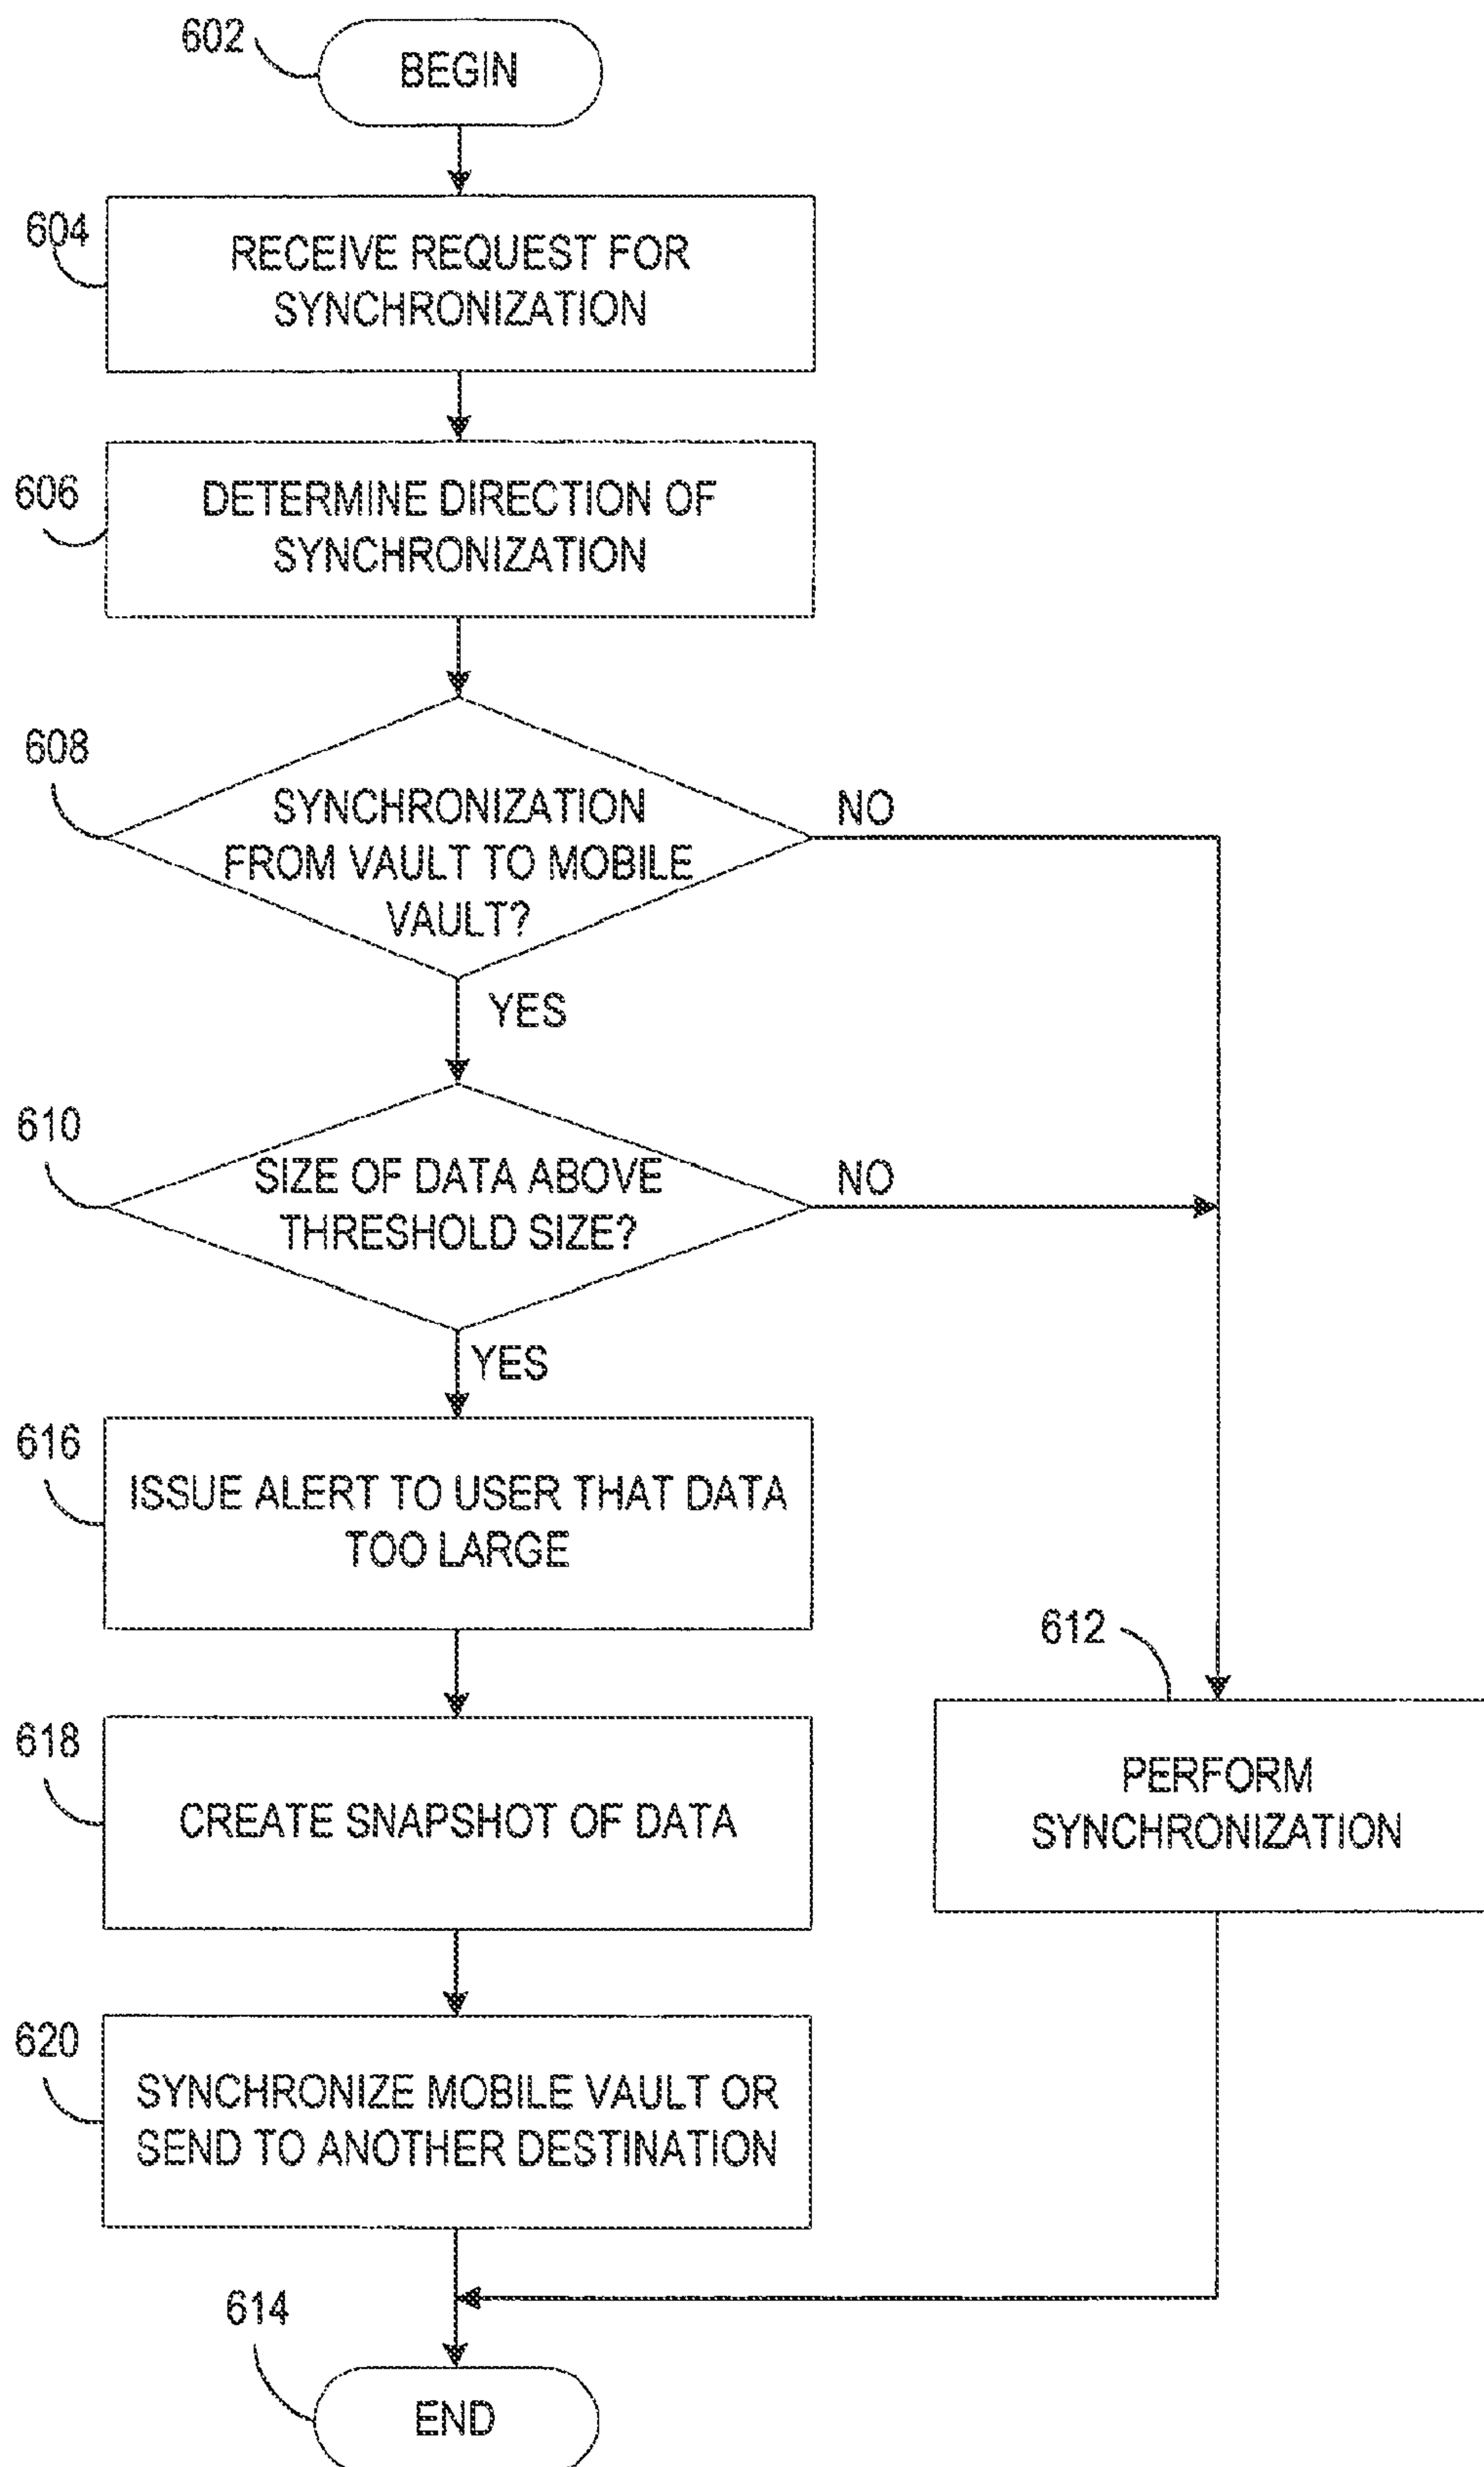 602
BEGIN
604
RECEIVE REQUEST FOR
SYNCHRONIZATION
606
DETERMINE DIRECTION OF
SYNCHRONIZATION
608
SYNCHRONIZATION
FROM VAULT TO MOBILE
VAULT?
NO
YES
610
SIZE OF DATA ABOVE
THRESHOLD SIZE?
NO
YES
616
ISSUE ALERT TO USER THAT DATA
TOO LARGE
612
PERFORM
SYNCHRONIZATION
618
CREATE SNAPSHOT OF DATA
620
SYNCHRONIZE MOBILE VAULT OR
SEND TO ANOTHER DESTINATION
614
END